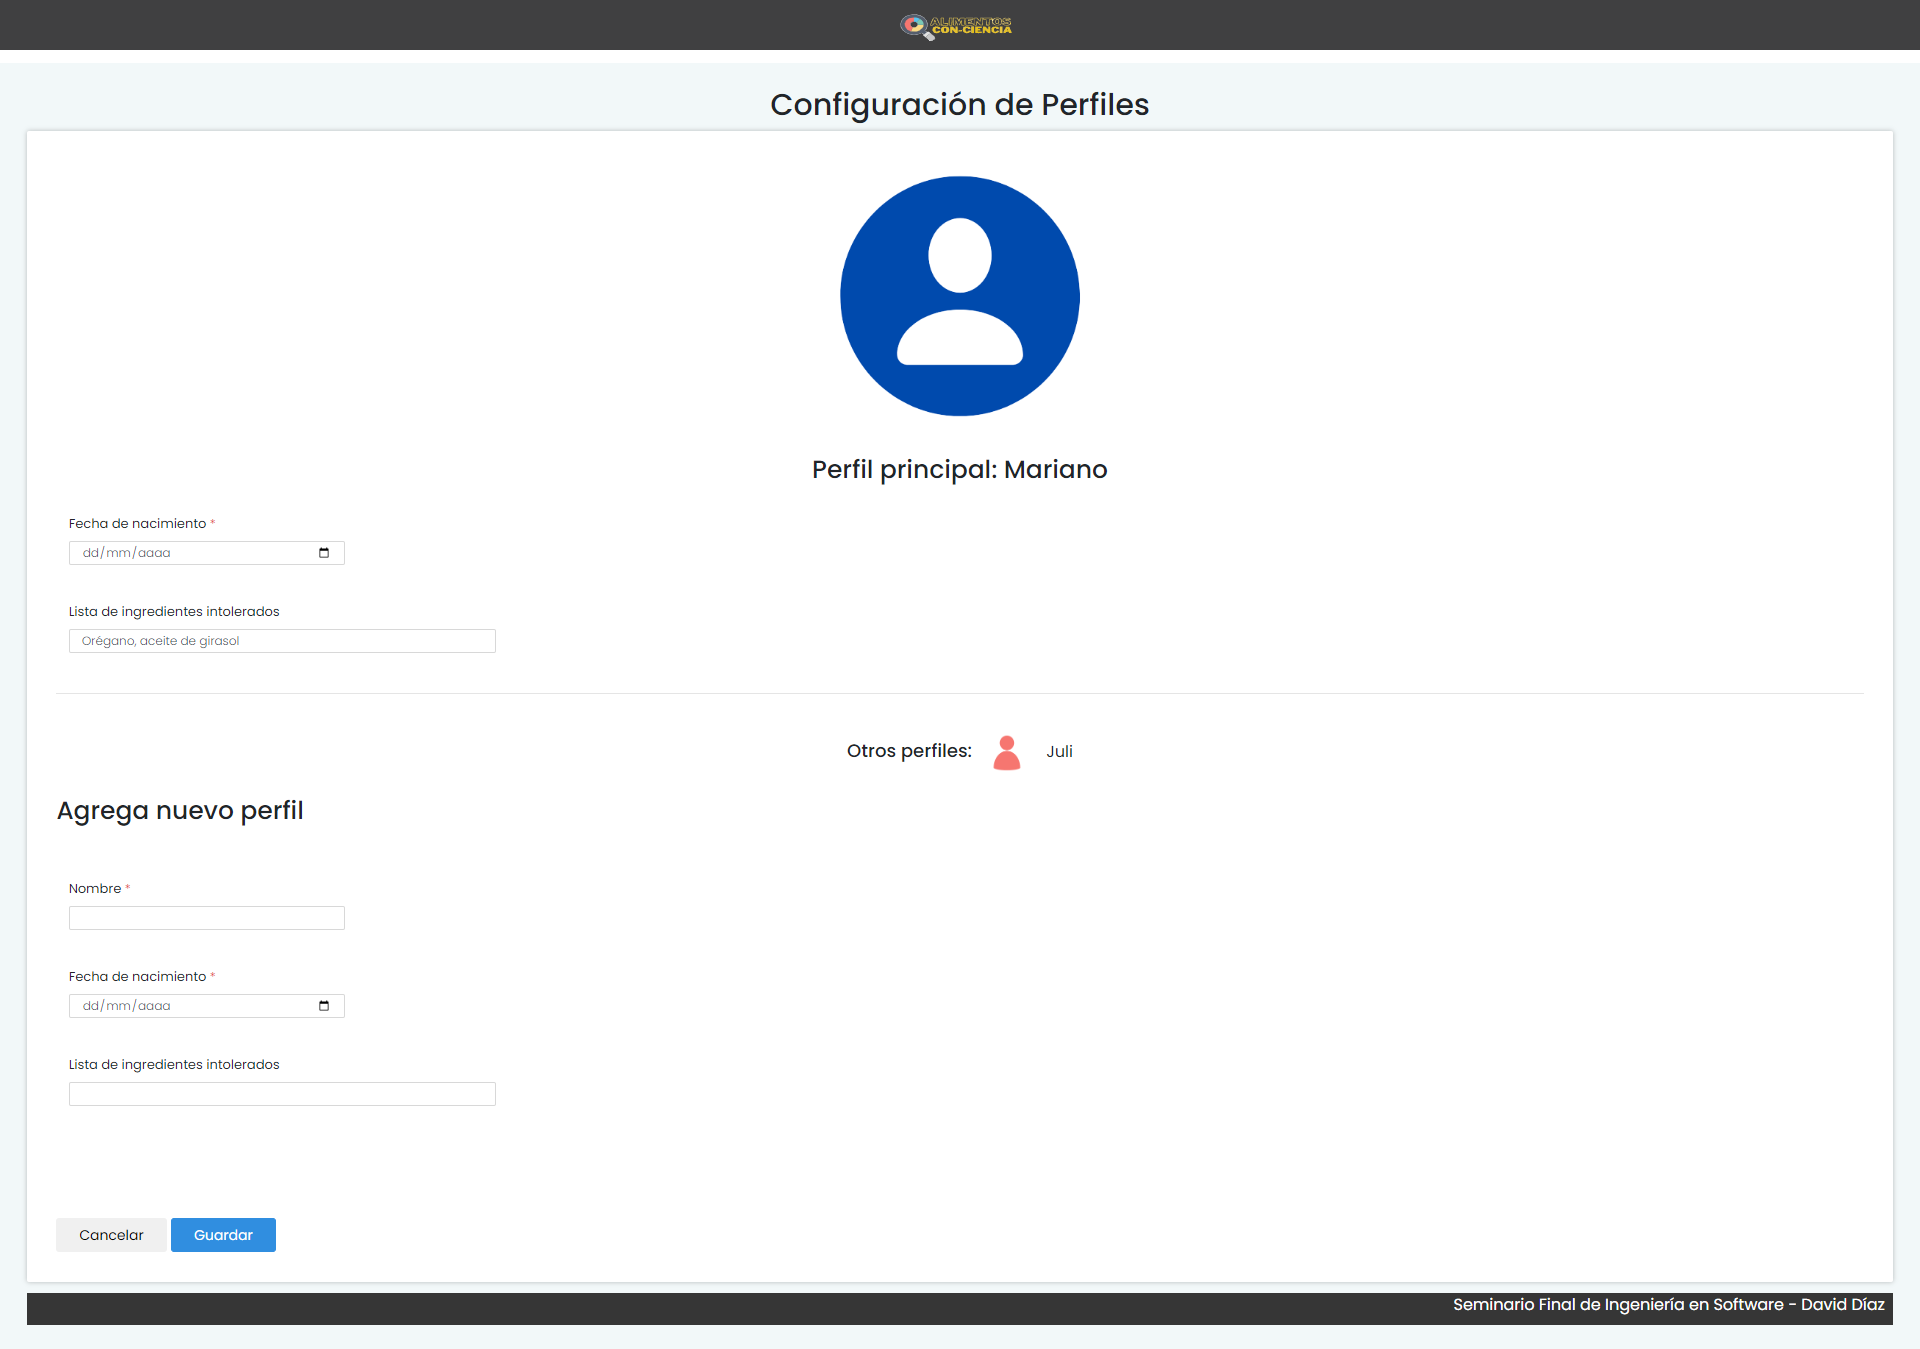 ALIMENTOS
CON-CIENCIA
Configuración de Perfiles
Perfil principal: Mariano
Fecha de nacimiento *
dd/mm/aaaa
Lista de ingredientes intolerados
Orégano, aceite de girasol
Otros perfiles: Juli
Agrega nuevo perfil
Nombre *
Fecha de nacimiento *
dd/mm/aaaa
Lista de ingredientes intolerados
Cancelar Guardar
Seminario Final de Ingeniería en Software - David Díaz